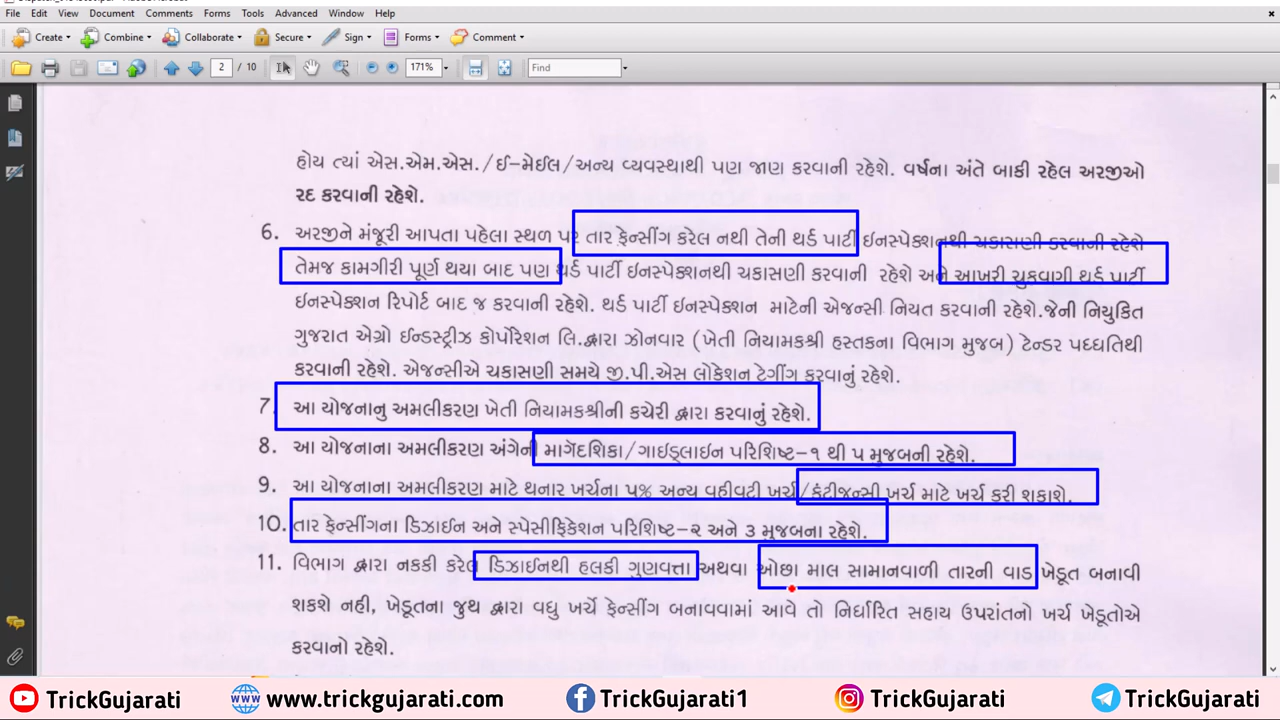 File Edit View Document Comments Forms Tools Advanced Window Help
Create Combine Collaborate Secure Sign Forms Comment
2 / 10 171% Find
હોય ત્યાં એસ.એમ.એસ./ઈ-મેઈલ/અન્ય વ્યવસ્થાથી પણ જાણ કરવાની રહેશે. વર્ષના અંતે બાકી રહેલ અરજીઓ
રદ કરવાની રહેશે.
6. અરજીને મંજૂરી આપતા પહેલા સ્થળ પર તાર ફેન્સીંગ કરેલ નથી તેની થર્ડ પાર્ટી ઈનસ્પેક્શનથી ચકાસણી કરવાની રહેશે
તેમજ કામગીરી પૂર્ણ થયા બાદ પણ થર્ડ પાર્ટી ઈનસ્પેક્શનથી ચકાસણી કરવાની રહેશે અને આખરી ચુકવાગી થર્ડ પાર્ટી
ઈનસ્પેક્શન રિપોર્ટ બાદ જ કરવાની રહેશે. થર્ડ પાર્ટી ઈનસ્પેક્શન માટેની એજન્સી નિયત કરવાની રહેશે.જેની નિયુકિત
ગુજરાત એગ્રો ઈન્ડસ્ટ્રીઝ કોર્પોરેશન લિ.દ્વારા ઝોનવાર (ખેતી નિયામકશ્રી હસ્તકના વિભાગ મુજબ) ટેન્ડર પધ્ધતિથી
કરવાની રહેશે. એજન્સીએ ચકાસણી સમયે જી.પી.એસ લોકેશન ટેગીંગ કરવાનું રહેશે.
7. આ યોજનાનુ અમલીકરણ ખેતી નિયામકશ્રીની કચેરી દ્વારા કરવાનું રહેશે.
8. આ યોજનાના અમલીકરણ અંગેની માર્ગદર્શિકા/ગાઈડલાઈન પરિશિષ્ટ-૧ થી ૫ મુજબની રહેશે.
9. આ યોજનાના અમલીકરણ માટે થનાર ખર્ચના ૫% અન્ય વહીવટી ખર્ચ/કંટીજન્સી ખર્ચ માટે ખર્ચ કરી શકાશે.
10. તાર ફેન્સીંગના ડિઝાઈન અને સ્પેસીફિકેશન પરિશિષ્ટ-૨ અને ૩ મુજબના રહેશે.
11. વિભાગ દ્વારા નકકી કરેલ ડિઝાઈનથી હલકી ગુણવત્તા અથવા ઓછા માલ સામાનવાળી તારની વાડ ખેડૂત બનાવી
શકશે નહી, ખેડૂતના જુથ દ્વારા વધુ ખર્ચે ફેન્સીંગ બનાવવામાં આવે તો નિર્ધારિત સહાય ઉપરાંતનો ખર્ચ ખેડૂતોએ
કરવાનો રહેશે.
TrickGujarati www.trickgujarati.com TrickGujarati1 TrickGujarati TrickGujarati